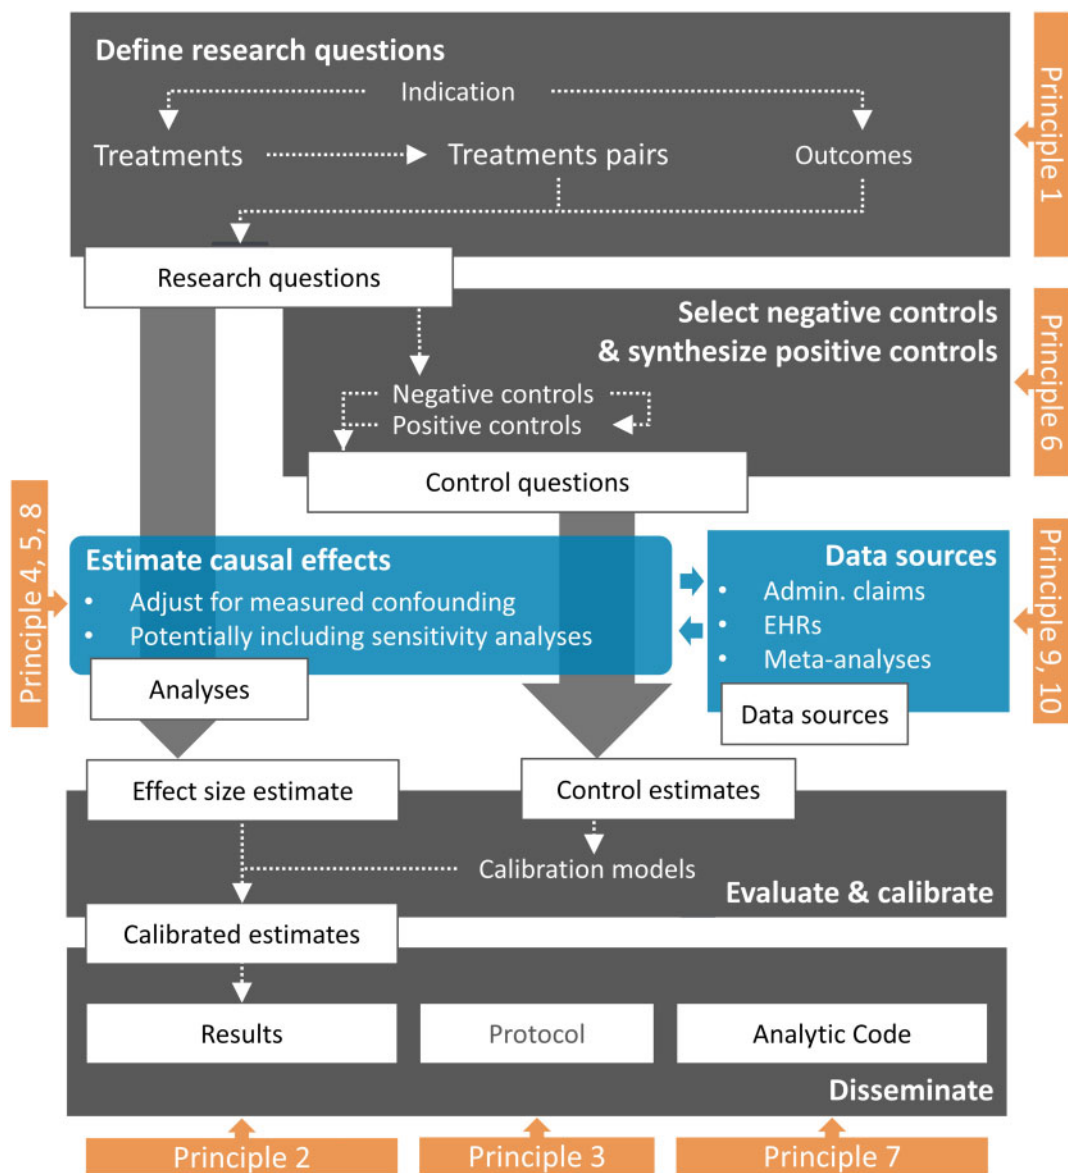 Define research questions
Indication
Treatments
Treatments pairs
Outcomes
Principle 1
Research questions
Select negative controls
& synthesize positive controls
Negative controls
Positive controls
Principle 6
Control questions
Principle 4, 5, 8
Estimate causal effects
• Adjust for measured confounding
• Potentially including sensitivity analyses
Analyses
Data sources
• Admin. claims
• EHRs
• Meta-analyses
Data sources
Principle 9, 10
Effect size estimate
Control estimates
Calibration models
Evaluate & calibrate
Calibrated estimates
Results
Protocol
Analytic Code
Disseminate
Principle 2
Principle 3
Principle 7